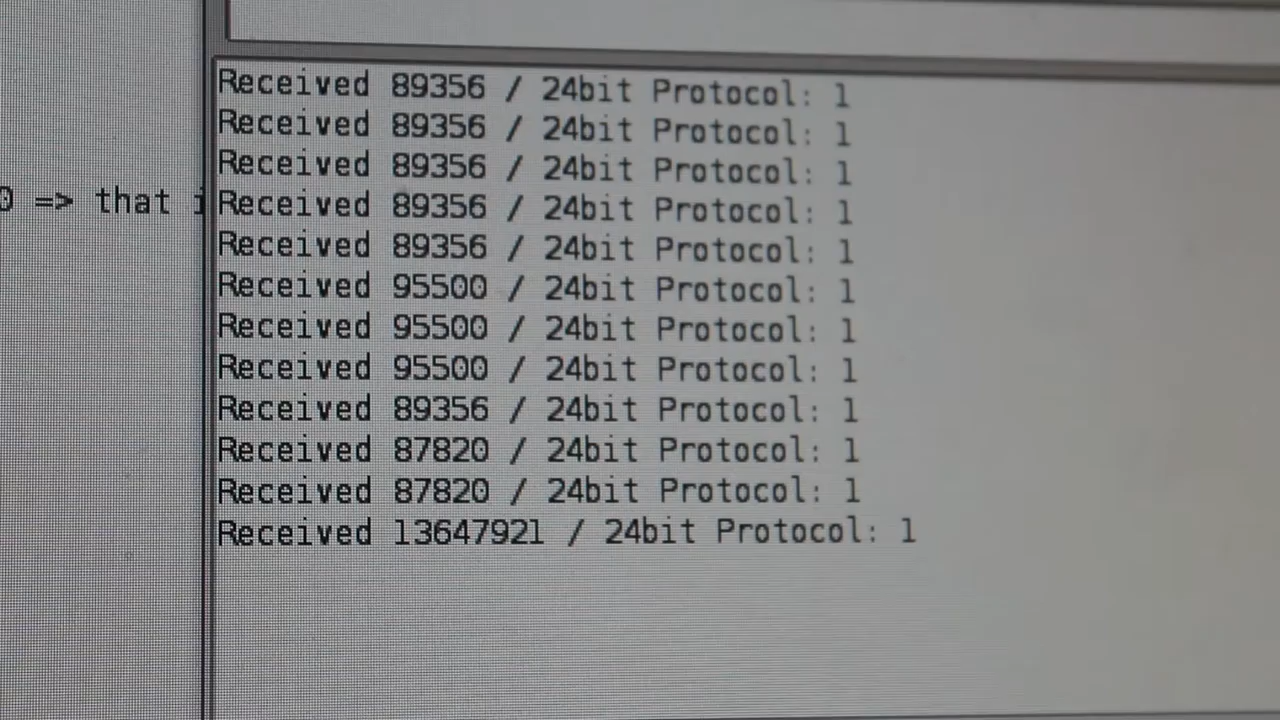 Received 89356 / 24bit Protocol: 1
Received 89356 / 24bit Protocol: 1
Received 89356 / 24bit Protocol: 1
0 => that i
Received 89356 / 24bit Protocol: 1
Received 89356 / 24bit Protocol: 1
Received 95500 / 24bit Protocol: 1
Received 95500 / 24bit Protocol: 1
Received 95500 / 24bit Protocol: 1
Received 89356 / 24bit Protocol: 1
Received 87820 / 24bit Protocol: 1
Received 87820 / 24bit Protocol: 1
Received 13647921 / 24bit Protocol: 1